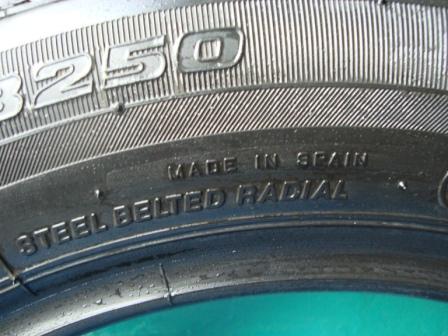 B250
MADE IN SPAIN
STEEL BELTED RADIAL